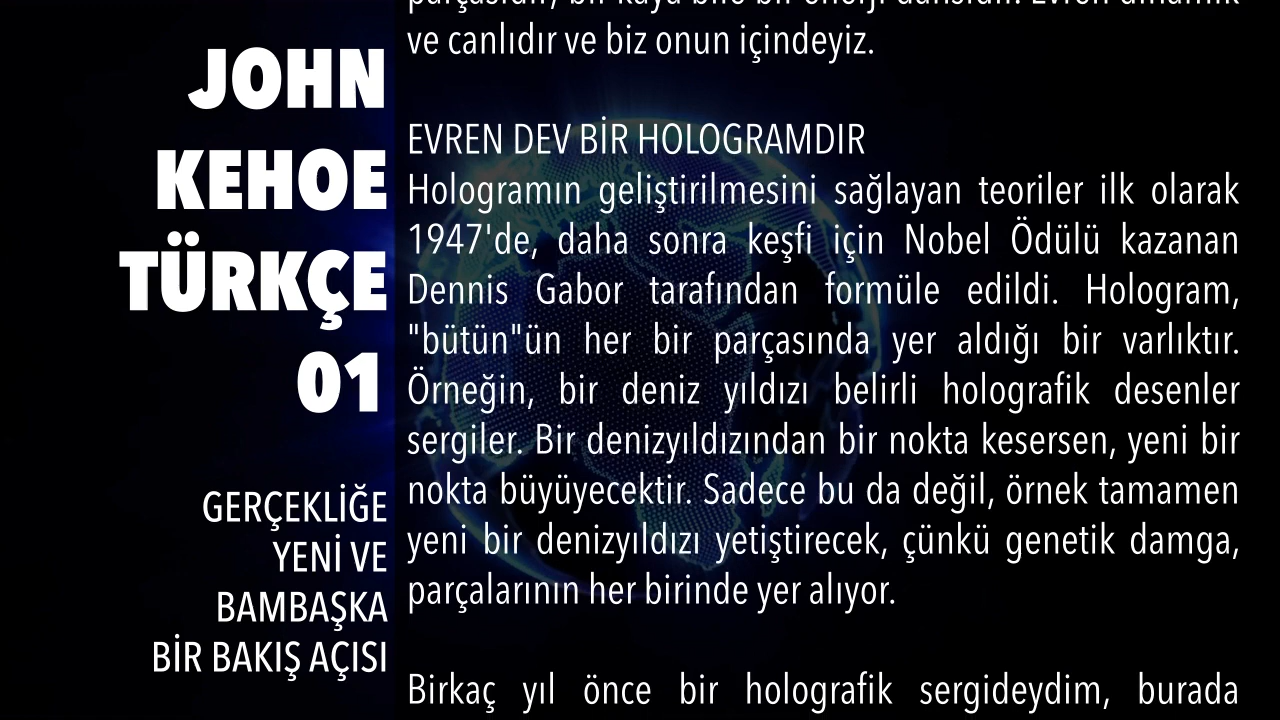 JOHN
KEHOE
TÜRKÇE
01
GERÇEKLİĞE
YENİ VE
BAMBAŞKA
BİR BAKIŞ AÇISI
ve canlıdır ve biz onun içindeyiz.
EVREN DEV BİR HOLOGRAMDIR
Hologramın geliştirilmesini sağlayan teoriler ilk olarak
1947'de, daha sonra keşfi için Nobel Ödülü kazanan
Dennis Gabor tarafından formüle edildi. Hologram,
"bütün"ün her bir parçasında yer aldığı bir varlıktır.
Örneğin, bir deniz yıldızı belirli holografik desenler
sergiler. Bir denizyıldızından bir nokta kesersen, yeni bir
nokta büyüyecektir. Sadece bu da değil, örnek tamamen
yeni bir denizyıldızı yetiştirecek, çünkü genetik damga,
parçalarının her birinde yer alıyor.
Birkaç yıl önce bir holografik sergideydim, burada